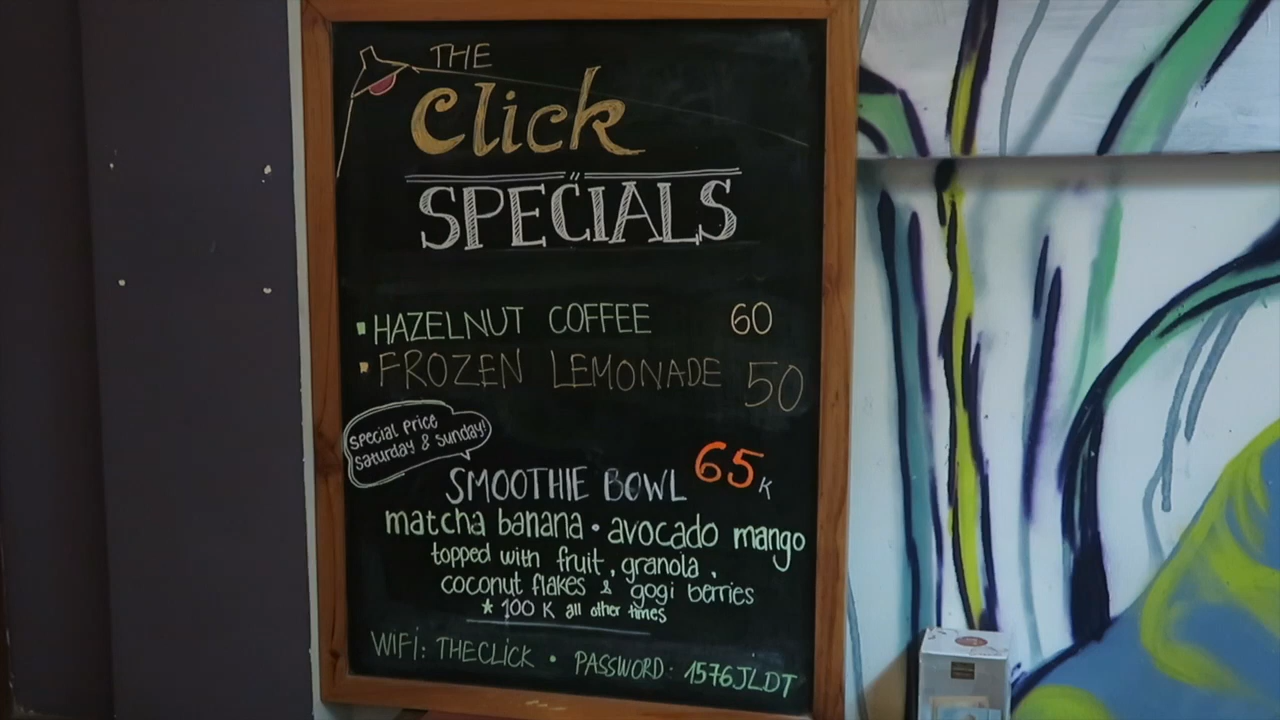 THE
Click
SPECIALS
HAZELNUT COFFEE 60
FROZEN LEMONADE 50
Special Price
Saturday & Sunday!
SMOOTHIE BOWL 65K
matcha banana • avocado mango
topped with fruit, granola,
coconut flakes & gogi berries
* 100 K all other times
WIFI: THECLICK • PASSWORD: 1576JLDT